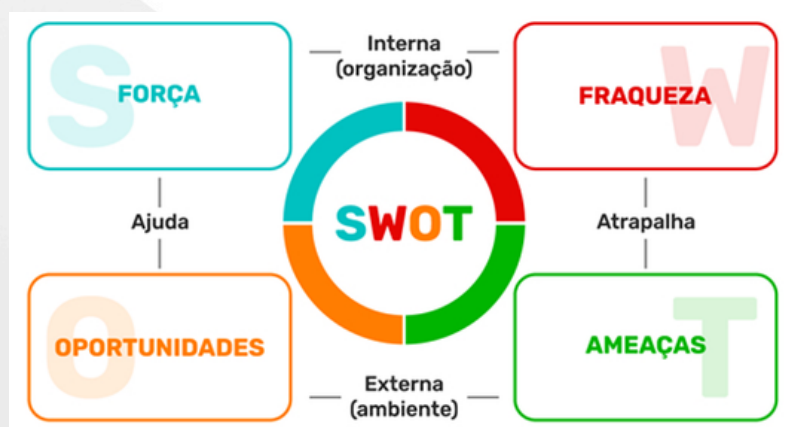 S
FORÇA
Interna
(organização)
W
FRAQUEZA
Ajuda
SWOT
Atrapalha
O
OPORTUNIDADES
Externa
(ambiente)
T
AMEAÇAS